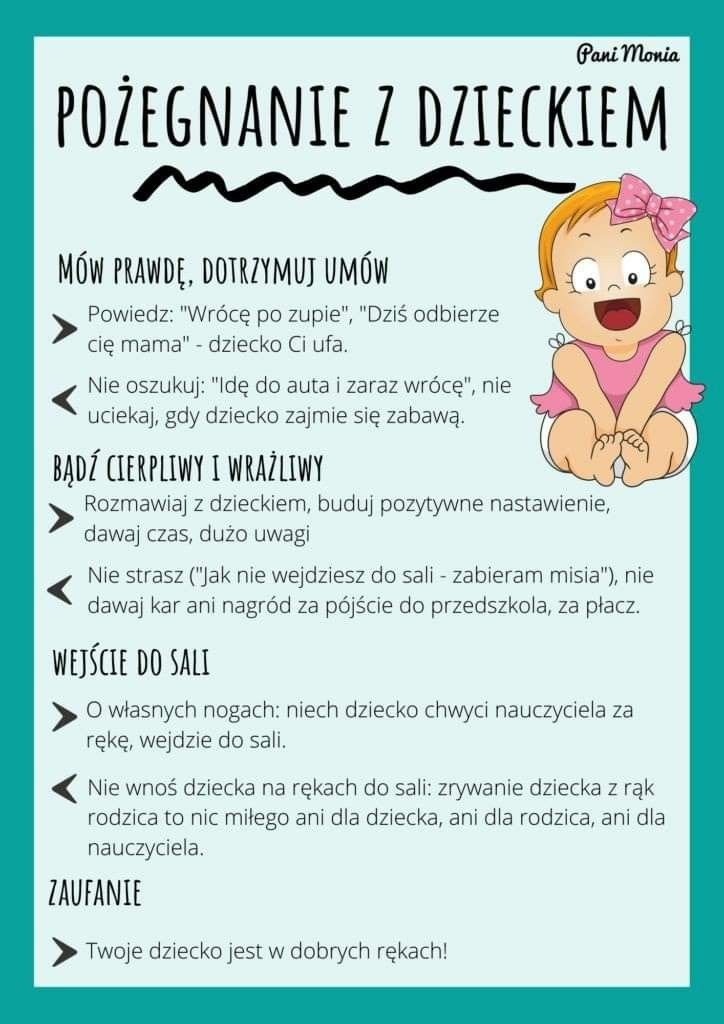 Pani Monia
POŻEGNANIE Z DZIECKIEM
MÓW PRAWDĘ, DOTRZYMUJ UMÓW
Powiedz: "Wrócę po zupie", "Dziś odbierze
cię mama" - dziecko Ci ufa.
Nie oszukuj: "Idę do auta i zaraz wrócę", nie
uciekaj, gdy dziecko zajmie się zabawą.
BĄDŹ CIERPLIWY I WRAŻLIWY
Rozmawiaj z dzieckiem, buduj pozytywne nastawienie,
dawaj czas, dużo uwagi
Nie strasz ("Jak nie wejdziesz do sali - zabieram misia"), nie
dawaj kar ani nagród za pójście do przedszkola, za płacz.
WEJŚCIE DO SALI
O własnych nogach: niech dziecko chwyci nauczyciela za
rękę, wejdzie do sali.
Nie wnoś dziecka na rękach do sali: zrywanie dziecka z rąk
rodzica to nic miłego ani dla dziecka, ani dla rodzica, ani dla
nauczyciela.
ZAUFANIE
Twoje dziecko jest w dobrych rękach!